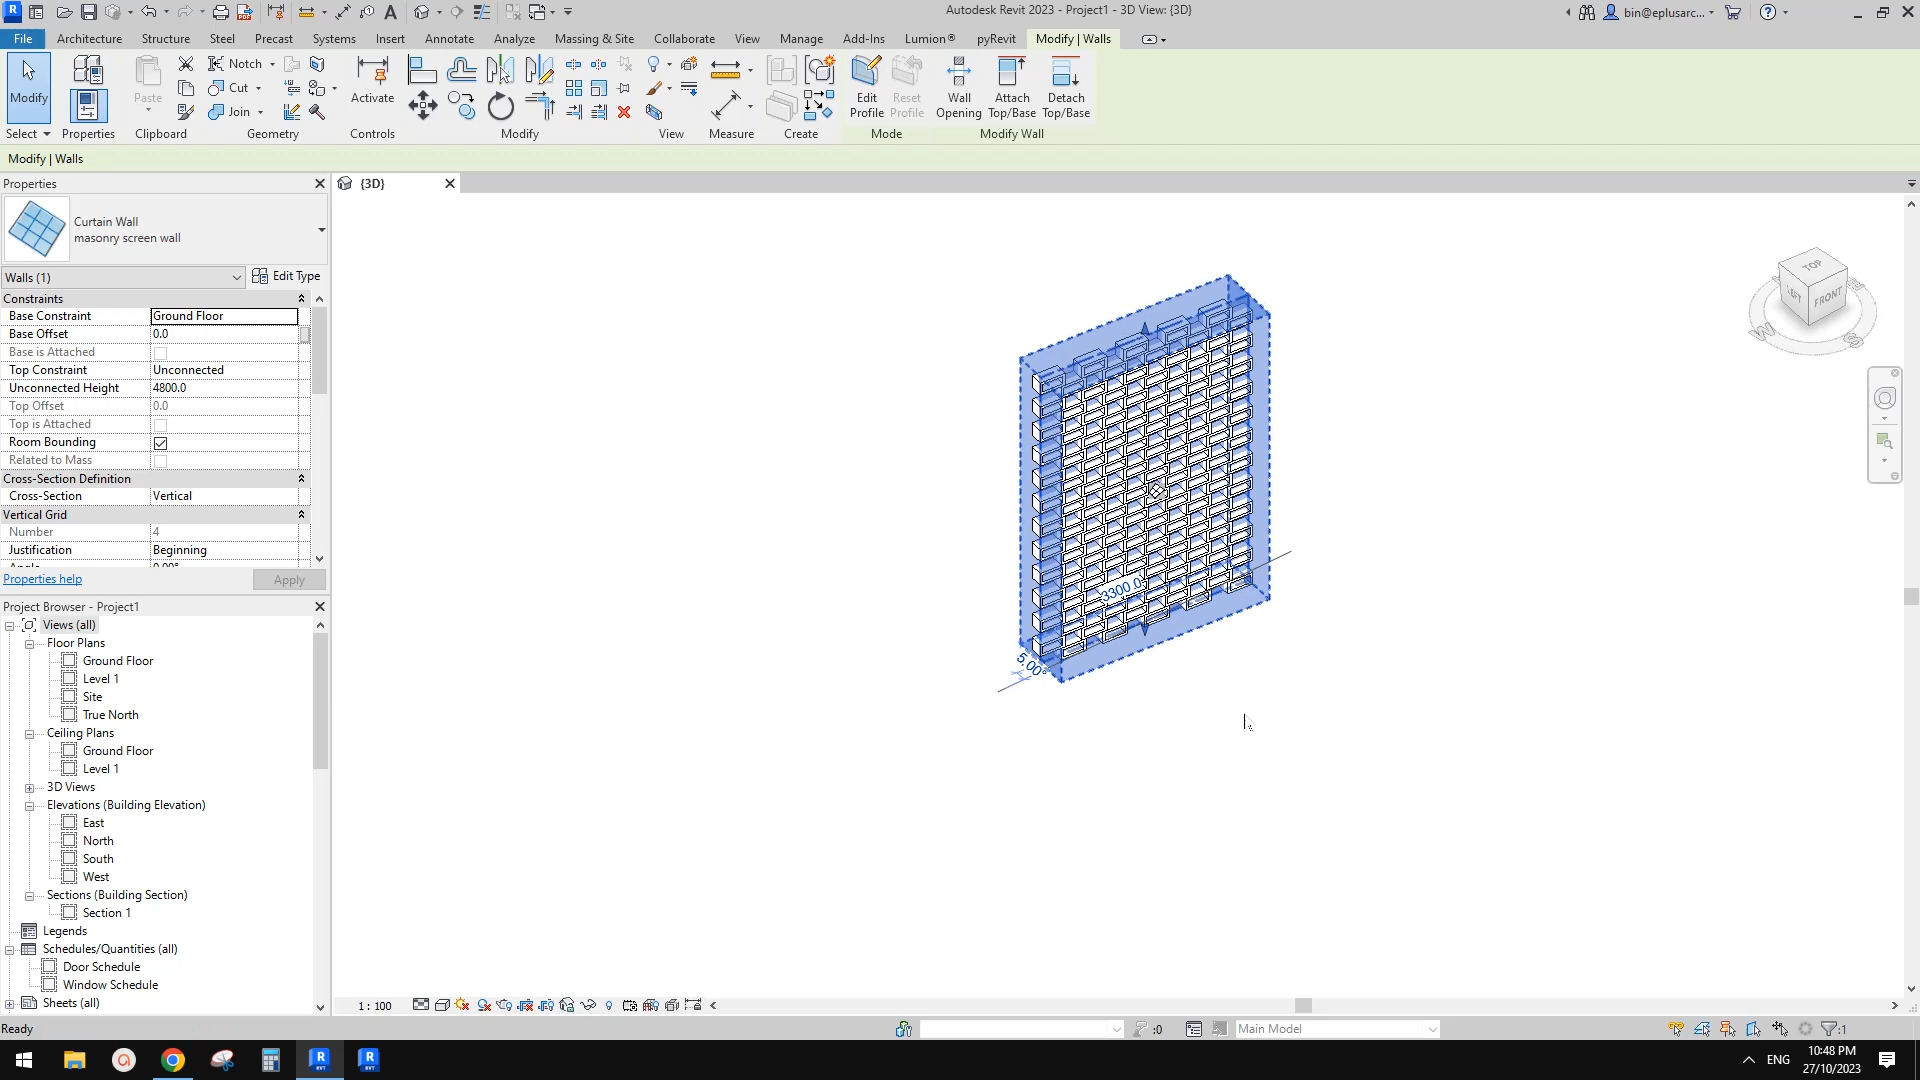 Autodesk Revit 2023 - Project1 - 3D View: {3D}
bin@eplusarc...
File Architecture Structure Steel Precast Systems Insert Annotate Analyze Massing & Site Collaborate View Manage Add-Ins Lumion® pyRevit Modify | Walls
Modify
Select
Properties
Paste
Clipboard
Notch
Cut
Join
Geometry
Activate
Controls
Modify
View
Measure
Create
Edit Profile
Reset Profile
Mode
Wall Opening
Attach Top/Base
Detach Top/Base
Modify Wall
Modify | Walls
Properties
{3D}
Curtain Wall
masonry screen wall
Walls (1)
Edit Type
Constraints
Base Constraint Ground Floor
Base Offset 0.0
Base is Attached
Top Constraint Unconnected
Unconnected Height 4800.0
Top Offset 0.0
Top is Attached
Room Bounding
Related to Mass
Cross-Section Definition
Cross-Section Vertical
Vertical Grid
Number 4
Justification Beginning
Angle 0.00°
Properties help Apply
Project Browser - Project1
Views (all)
Floor Plans
Ground Floor
Level 1
Site
True North
Ceiling Plans
Ground Floor
Level 1
3D Views
Elevations (Building Elevation)
East
North
South
West
Sections (Building Section)
Section 1
Legends
Schedules/Quantities (all)
Door Schedule
Window Schedule
Sheets (all)
TOP
LEFT
FRONT
W
S
3300.0
5.00°
1 : 100
Ready
:0
Main Model
:1
ENG
10:48 PM
27/10/2023